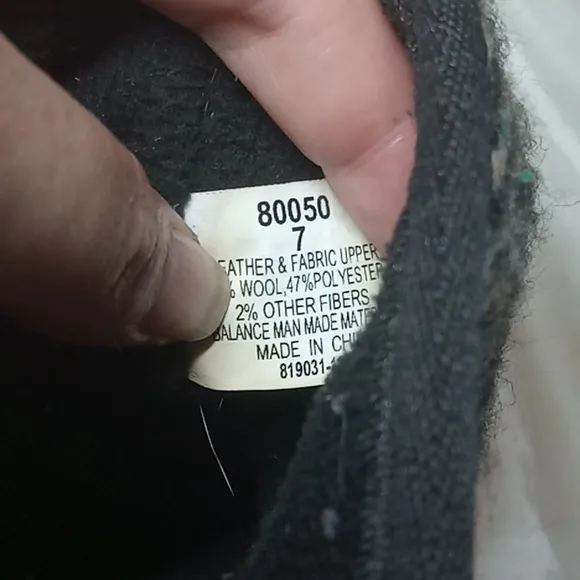 80050
7
EATHER & FABRIC UPPER
% WOOL,47%POLYESTER
2% OTHER FIBERS
BALANCE MAN MADE MATE
MADE IN CHI
819031-1